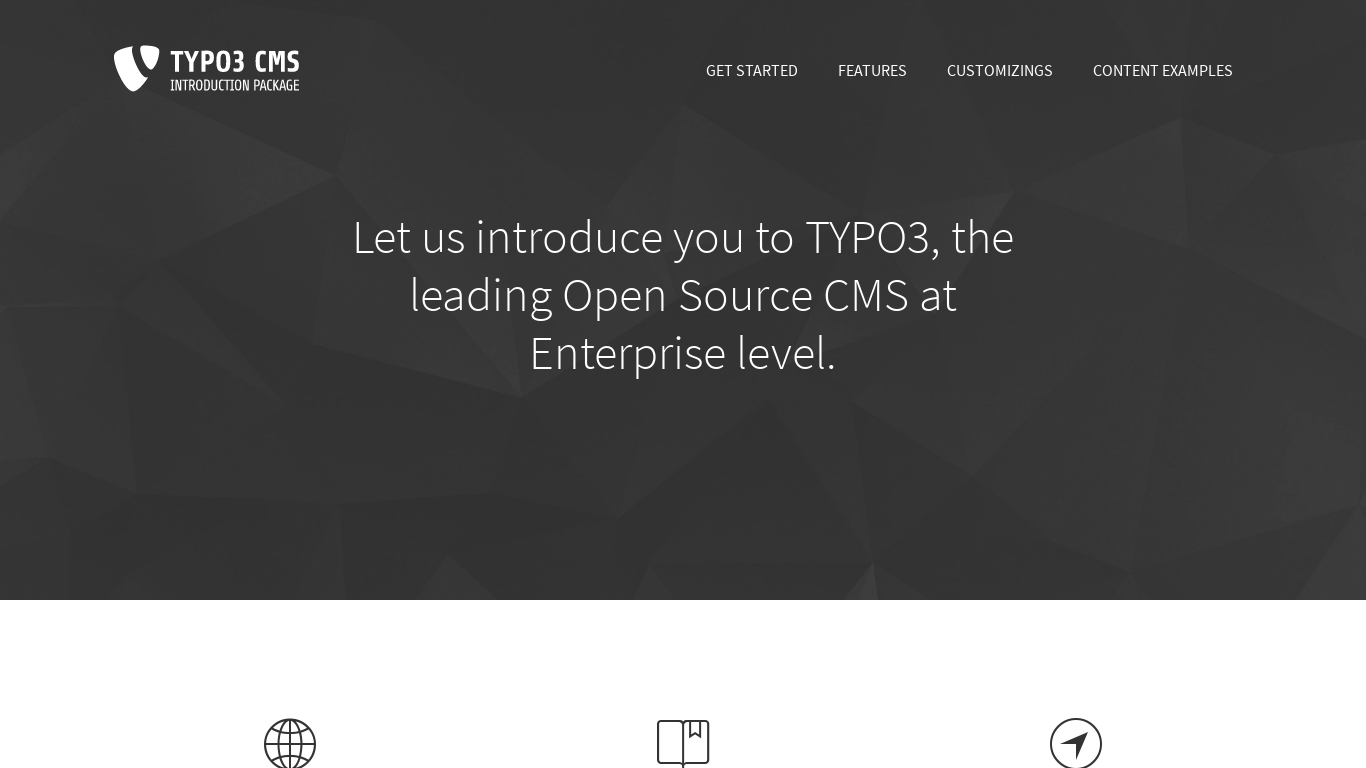 TYPO3 CMS
INTRODUCTION PACKAGE
GET STARTED
FEATURES
CUSTOMIZINGS
CONTENT EXAMPLES
Let us introduce you to TYPO3, the
leading Open Source CMS at
Enterprise level.